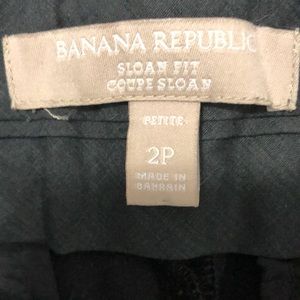 BANANA REPUBLIC
SLOAN FIT
COUPE SLOAN
PETITE
2P
MADE IN
BAHRAIN